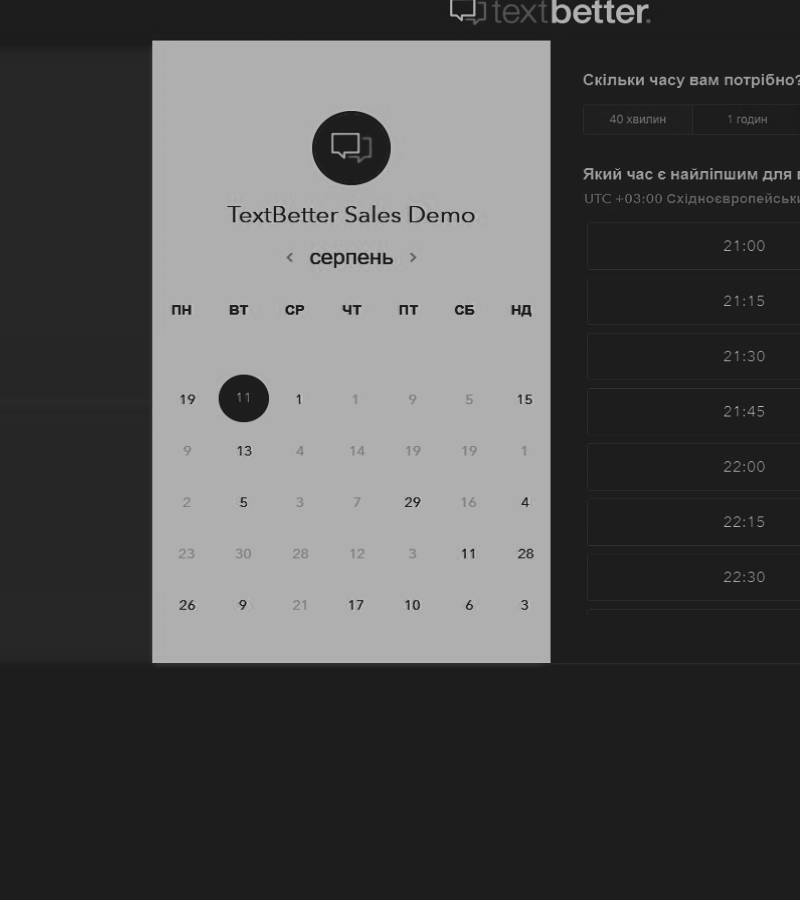 textbetter.
TextBetter Sales Demo
серпень
ПН ВТ СР ЧТ ПТ СБ НД
19 11 1 1 9 5 15
9 13 4 14 19 19 1
2 5 3 7 29 16 4
23 30 28 12 3 11 28
26 9 21 17 10 6 3
Скільки часу вам потрібно?
40 хвилин 1 годин
Який час є найліпшим для
UTC +03:00
21:00
21:15
21:30
21:45
22:00
22:15
22:30